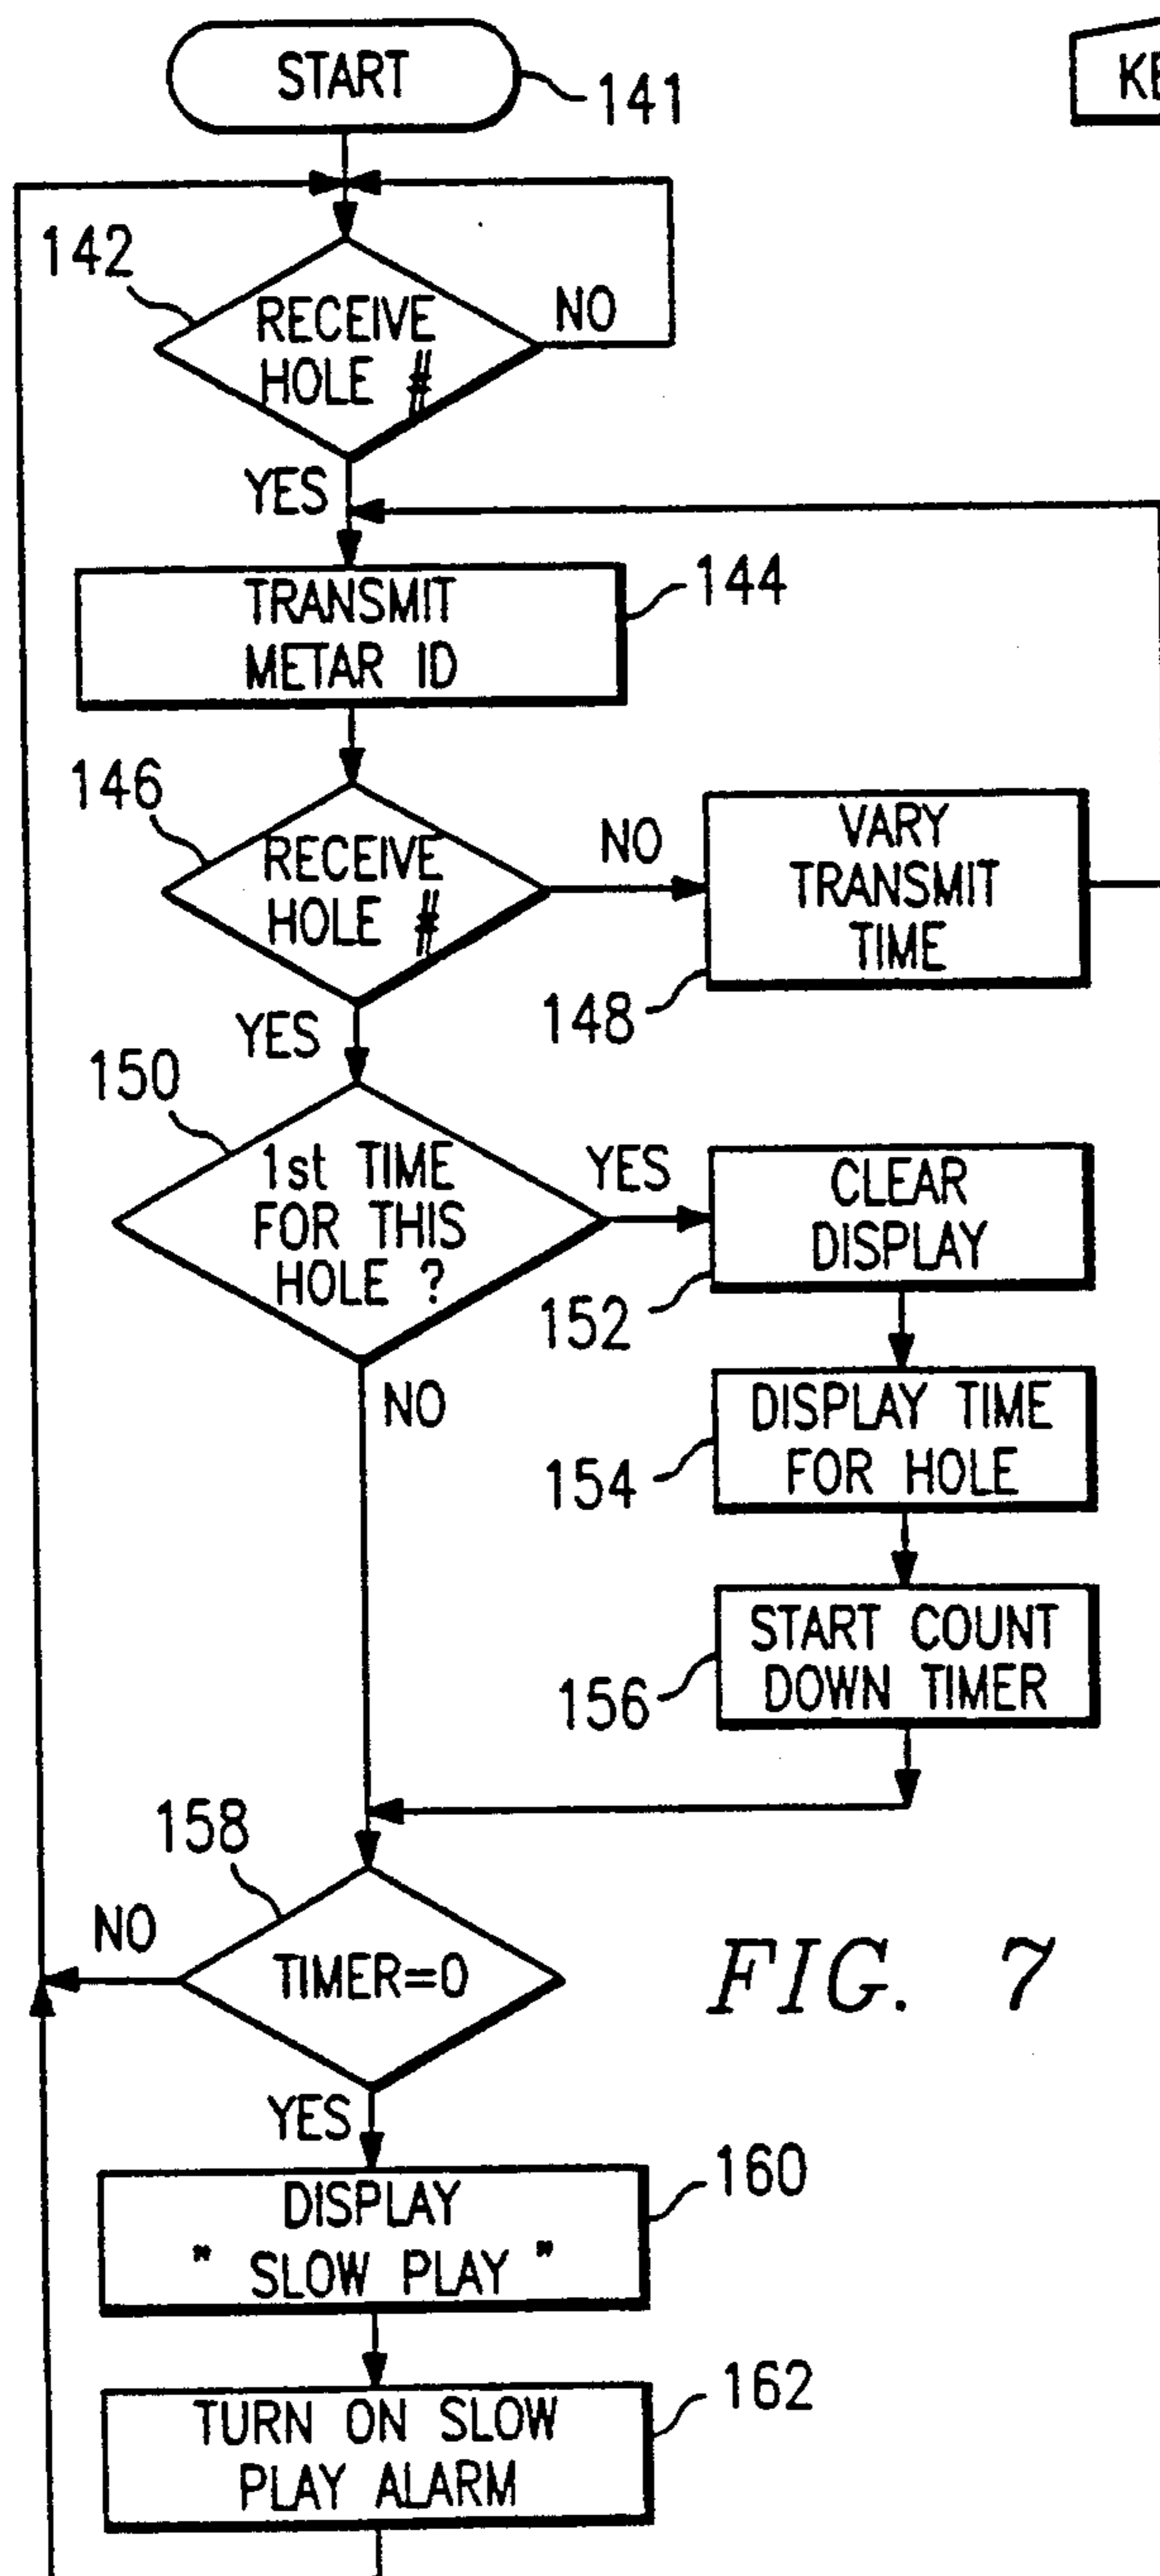 START
141
KE
142
RECEIVE
HOLE #
NO
YES
TRANSMIT
METAR ID
144
146
RECEIVE
HOLE #
NO
VARY
TRANSMIT
TIME
148
YES
150
1st TIME
FOR THIS
HOLE ?
YES
CLEAR
DISPLAY
152
NO
DISPLAY TIME
FOR HOLE
154
START COUNT
DOWN TIMER
156
158
NO
TIMER=0
FIG. 7
YES
DISPLAY
" SLOW PLAY "
160
TURN ON SLOW
PLAY ALARM
162